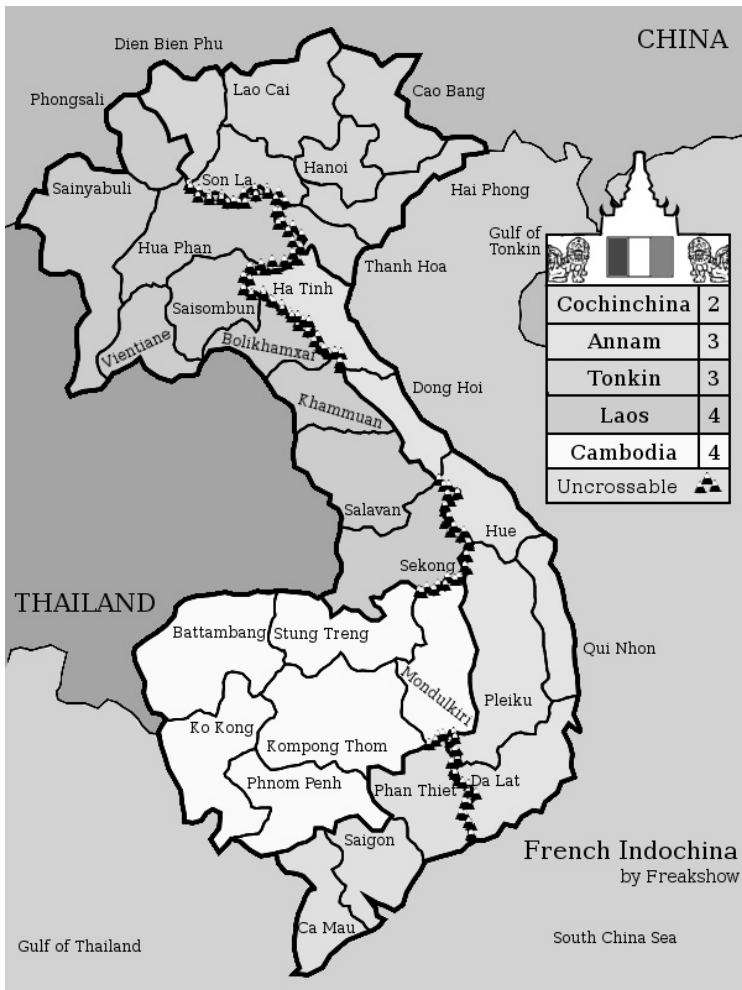 CHINA
Dien Bien Phu
Lao Cai
Cao Bang
Phongsali
Hanoi
Son La
Sainyabuli
Hai Phong
Gulf of
Tonkin
Hua Phan
Thanh Hoa
Ha Tinh
Saisombun
Vientiane
Bolikhamxar
Dong Hoi
Khammuan
Cochinchina 2
Annam 3
Tonkin 3
Laos 4
Cambodia 4
Uncrossable
Salavan
Hue
Sekong
THAILAND
Battambang
Stung Treng
Qui Nhon
Mondulkiri
Pleiku
Ko Kong
Kompong Thom
Phnom Penh
Phan Thiet
Da Lat
Saigon
French Indochina
by Freakshow
Ca Mau
Gulf of Thailand
South China Sea